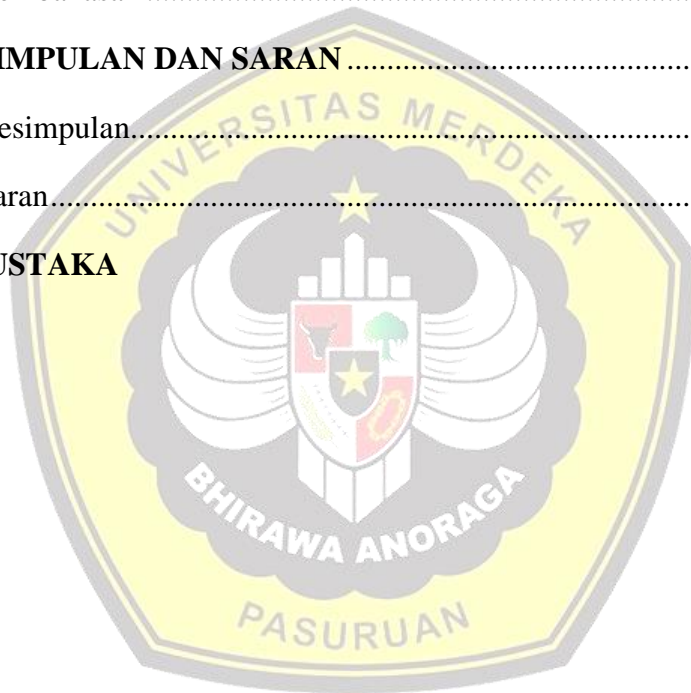 IMPULAN DAN SARAN
esimpulan
aran
USTAKA
UNIVERSITAS MERDEKA
BHIRAWA ANORAGA
PASURUAN